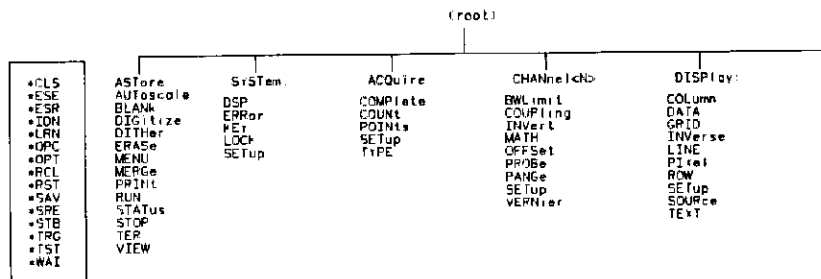 (root)
*CLS
*ESE
*ESR
*IDN
*LRN
*OPC
*OPT
*RCL
*RST
*SAV
*SRE
*STB
*TRG
*TST
*WAI
AStore
AUToscale
BLANk
DIGitize
DITHer
ERASe
MENU
MERGe
PRINt
RUN
STATus
STOP
TER
VIEW
SYSTem:
DSP
ERRor
KEY
LOCK
SETup
ACQuire
COMPlete
COUNt
POINts
SETup
TYPE
CHANnel<N>
BWLimit
COUPling
INVert
MATH
OFFSet
PROBe
RANGe
SETup
VERNier
DISPlay:
COLumn
DATA
GRID
INVerse
LINE
PIXel
ROW
SETup
SOURce
TEXT